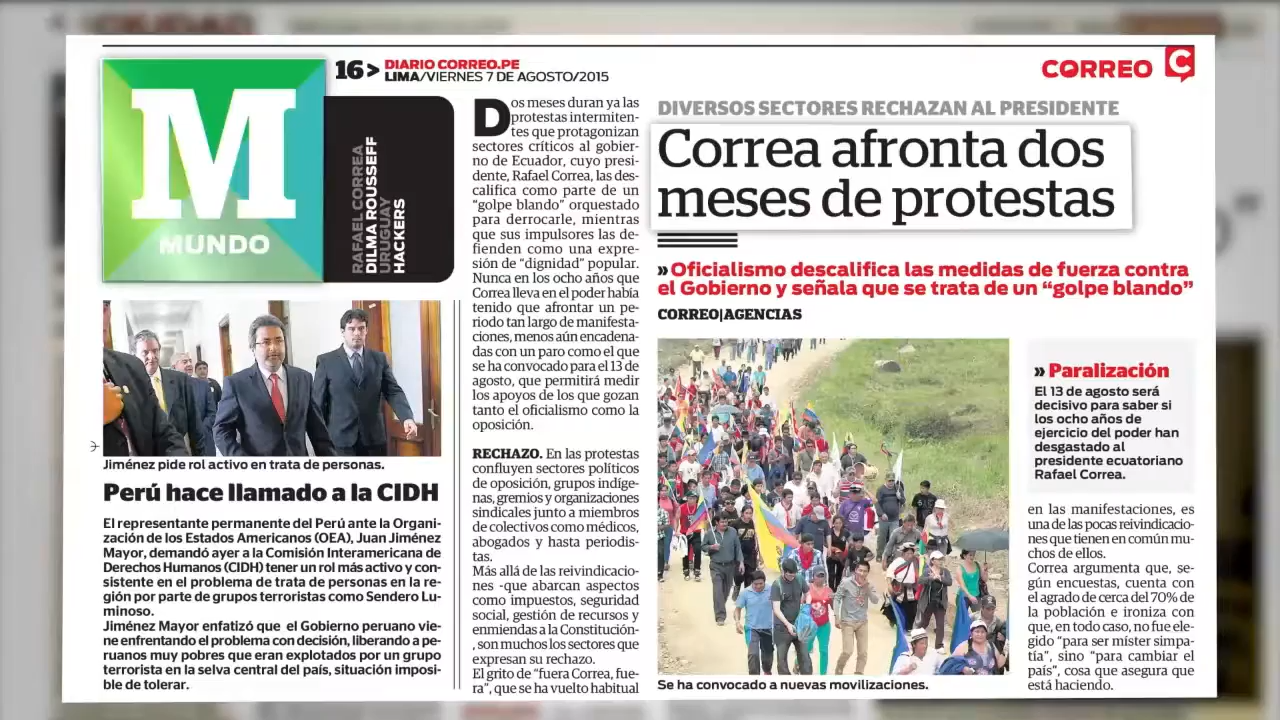 M
MUNDO
RAFAEL CORREA
DILMA ROUSSEFF
URUGUAY
HACKERS
16> DIARIO CORREO.PE
LIMA/VIERNES 7 DE AGOSTO/2015
CORREO C
Jiménez pide rol activo en trata de personas.
Perú hace llamado a la CIDH
El representante permanente del Perú ante la Organi-
zación de los Estados Americanos (OEA), Juan Jiménez
Mayor, demandó ayer a la Comisión Interamericana de
Derechos Humanos (CIDH) tener un rol más activo y con-
sistente en el problema de trata de personas en la re-
gión por parte de grupos terroristas como Sendero Lu-
minoso.
Jiménez Mayor enfatizó que el Gobierno peruano vie-
ne enfrentando el problema con decisión, liberando a pe-
ruanos muy pobres que eran explotados por un grupo
terrorista en la selva central del país, situación imposi-
ble de tolerar.
Dos meses duran ya las
protestas intermiten-
tes que protagonizan
sectores críticos al gobier-
no de Ecuador, cuyo presi-
dente, Rafael Correa, las des-
califica como parte de un
“golpe blando” orquestado
para derrocarle, mientras
que sus impulsores las de-
fienden como una expre-
sión de “dignidad” popular.
Nunca en los ocho años que
Correa lleva en el poder había
tenido que afrontar un pe-
riodo tan largo de manifesta-
ciones, menos aún encadena-
das con un paro como el que
se ha convocado para el 13 de
agosto, que permitirá medir
los apoyos de los que gozan
tanto el oficialismo como la
oposición.
RECHAZO. En las protestas
confluyen sectores políticos
de oposición, grupos indíge-
nas, gremios y organizaciones
sindicales junto a miembros
de colectivos como médicos,
abogados y hasta periodis-
tas.
Más allá de las reivindicacio-
nes -que abarcan aspectos
como impuestos, seguridad
social, gestión de recursos y
enmiendas a la Constitución-
, son muchos los sectores que
expresan su rechazo.
El grito de “fuera Correa, fue-
ra”, que se ha vuelto habitual
DIVERSOS SECTORES RECHAZAN AL PRESIDENTE
Correa afronta dos
meses de protestas
» Oficialismo descalifica las medidas de fuerza contra
el Gobierno y señala que se trata de un “golpe blando”
CORREO|AGENCIAS
Se ha convocado a nuevas movilizaciones.
» Paralización
El 13 de agosto será
decisivo para saber si
los ocho años de
ejercicio del poder han
desgastado al
presidente ecuatoriano
Rafael Correa.
en las manifestaciones, es
una de las pocas reivindicacio-
nes que tienen en común mu-
chos de ellos.
Correa argumenta que, se-
gún encuestas, cuenta con
el agrado de cerca del 70% de
la población e ironiza con
que, en todo caso, no fue ele-
gido “para ser míster simpa-
tía”, sino “para cambiar el
país”, cosa que asegura que
está haciendo.